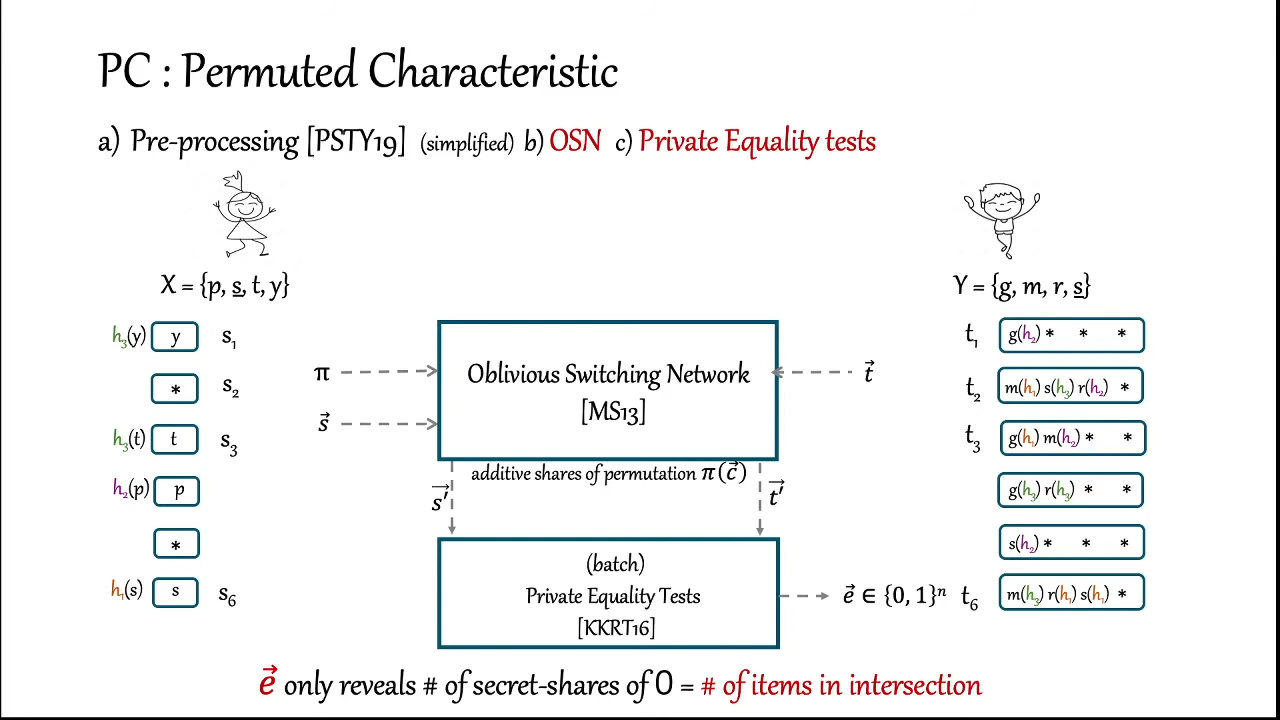 PC : Permuted Characteristic
a) Pre-processing [PSTY19] (simplified) b) OSN c) Private Equality tests
X = {p, s, t, y}
Y = {g, m, r, s}
h₃(y) y s₁
t₁ g(h₂) * * *
* s₂
t₂ m(h₁) s(h₃) r(h₂) *
h₃(t) t s₃
t₃ g(h₁) m(h₂) * *
h₂(p) p
g(h₃) r(h₃) * *
*
s(h₂) * * *
h₁(s) s s₆
t₆ m(h₃) r(h₁) s(h₁) *
π
s⃗
Oblivious Switching Network
[MS13]
t⃗
additive shares of permutation π(c⃗)
s⃗′
t⃗′
(batch)
Private Equality Tests
[KKRT16]
e⃗ ∈ {0, 1}ⁿ
e⃗ only reveals # of secret-shares of 0 = # of items in intersection